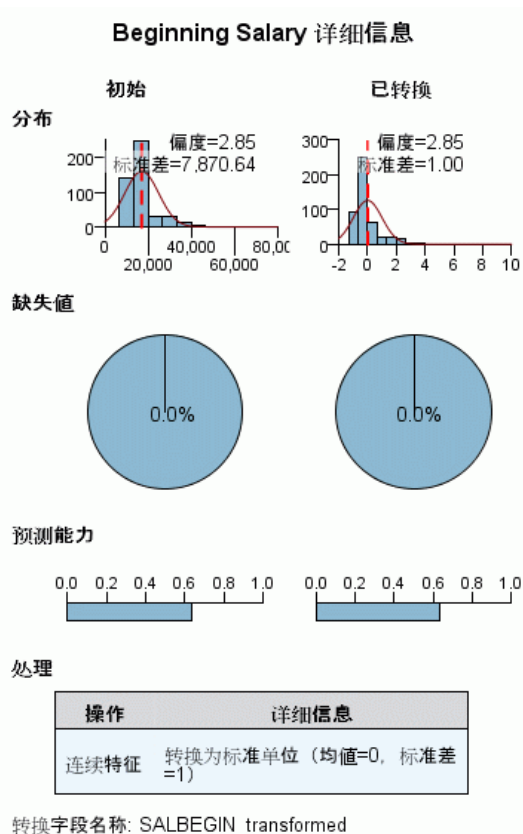 Beginning Salary 详细信息
初始
已转换
分布
偏度=2.85
标准差=7,870.64
200
100
0
0
20,000
40,000
60,000
80,0
偏度=2.85
标准差=1.00
300
200
100
0
-2
0
2
4
6
8
10
缺失値
0.0%
0.0%
预测能力
0.0 0.2 0.4 0.6 0.8 1.0
0.0 0.2 0.4 0.6 0.8 1.0
处理
操作
详细信息
连续特征
转换为标准单位（均値=0，标准差
=1）
转换字段名称: SALBEGIN_transformed